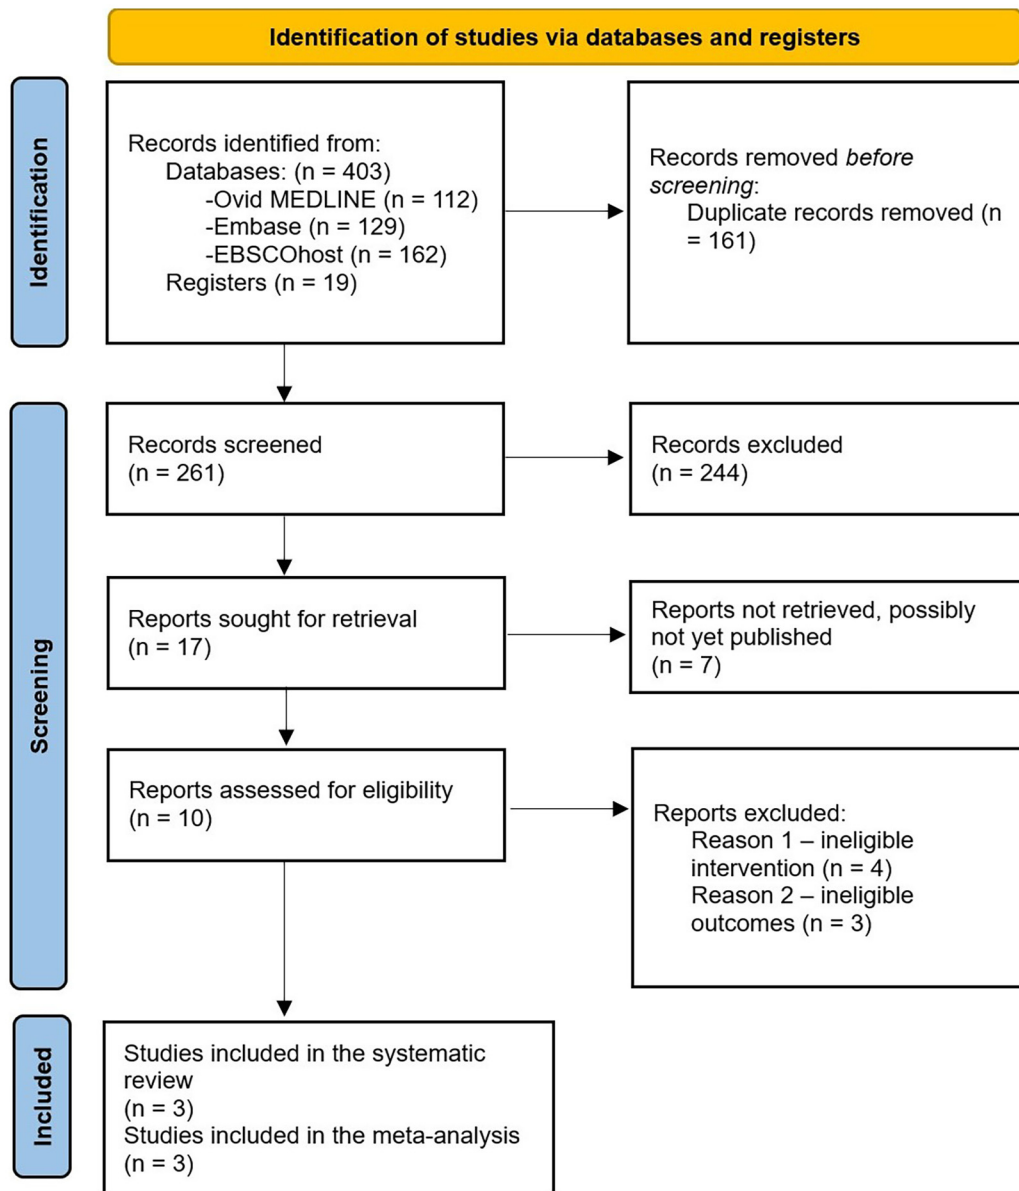 Identification of studies via databases and registers
Identification
Records identified from:
Databases: (n = 403)
-Ovid MEDLINE (n = 112)
-Embase (n = 129)
-EBSCOhost (n = 162)
Registers (n = 19)
Records removed before
screening:
Duplicate records removed (n
= 161)
Screening
Records screened
(n = 261)
Records excluded
(n = 244)
Reports sought for retrieval
(n = 17)
Reports not retrieved, possibly
not yet published
(n = 7)
Reports assessed for eligibility
(n = 10)
Reports excluded:
Reason 1 – ineligible
intervention (n = 4)
Reason 2 – ineligible
outcomes (n = 3)
Included
Studies included in the systematic
review
(n = 3)
Studies included in the meta-analysis
(n = 3)